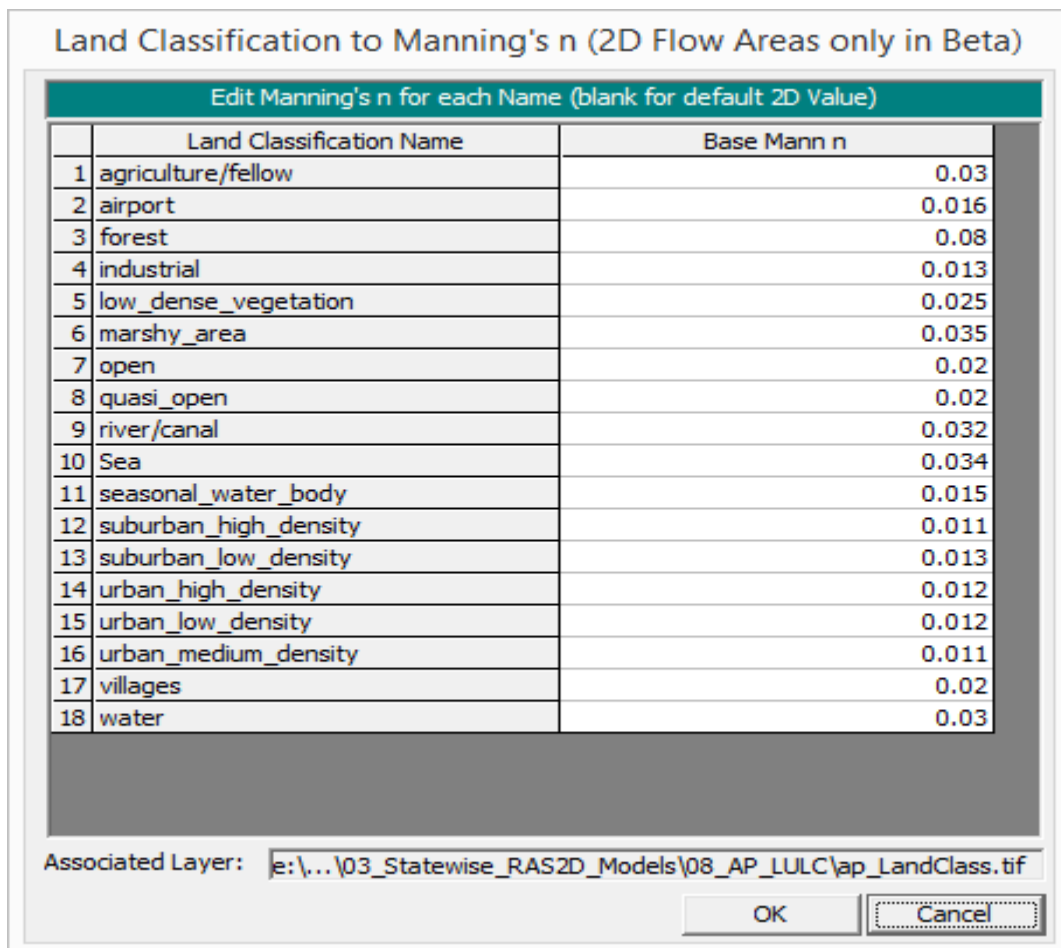 Land Classification to Manning's n (2D Flow Areas only in Beta)
Edit Manning's n for each Name (blank for default 2D Value)
Land Classification Name Base Mann n
1 agriculture/fellow 0.03
2 airport 0.016
3 forest 0.08
4 industrial 0.013
5 low_dense_vegetation 0.025
6 marshy_area 0.035
7 open 0.02
8 quasi_open 0.02
9 river/canal 0.032
10 Sea 0.034
11 seasonal_water_body 0.015
12 suburban_high_density 0.011
13 suburban_low_density 0.013
14 urban_high_density 0.012
15 urban_low_density 0.012
16 urban_medium_density 0.011
17 villages 0.02
18 water 0.03
Associated Layer: e:\...\03_Statewise_RAS2D_Models\08_AP_LULC\ap_LandClass.tif
OK Cancel